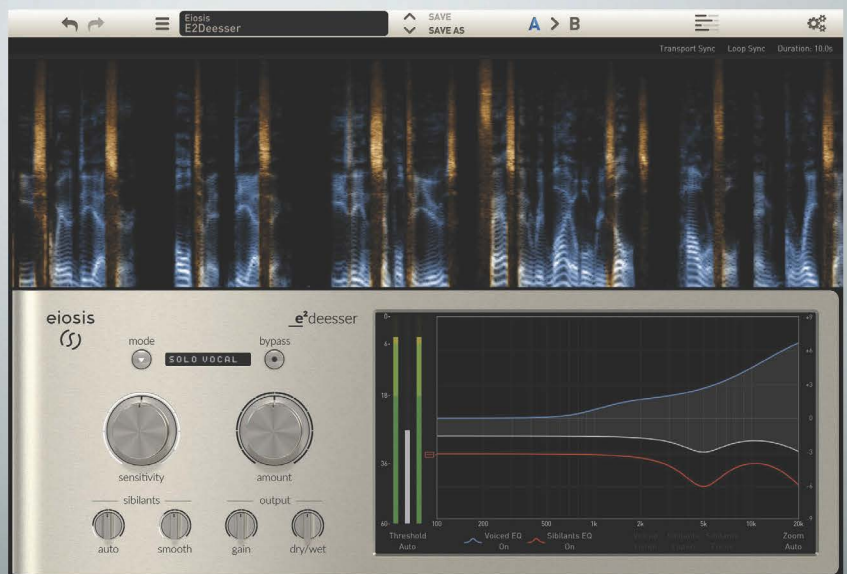 Eiosis
E2Deesser
SAVE
SAVE AS
A > B
Transport Sync Loop Sync Duration: 10.0s
eiosis
e²deesser
mode
bypass
SOLO VOCAL
sensitivity
amount
sibilants
output
auto
smooth
gain
dry/wet
0-
6-
18-
36-
60-
+9
+6
+3
0
-3
-6
-9
100 200 500 1k 2k 5k 10k 20k
Threshold
Auto
Voiced EQ
On
Sibilants EQ
On
Zoom
Auto